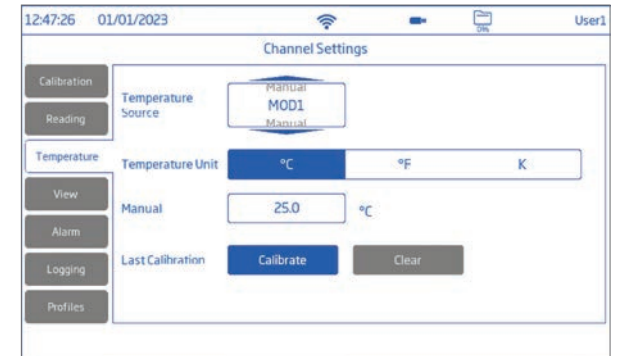 12:47:26 01/01/2023 0% User1
Channel Settings
Calibration
Reading
Temperature
View
Alarm
Logging
Profiles
Temperature
Source
Manual
MOD1
Manual
Temperature Unit °C °F K
Manual 25.0 °C
Last Calibration Calibrate Clear